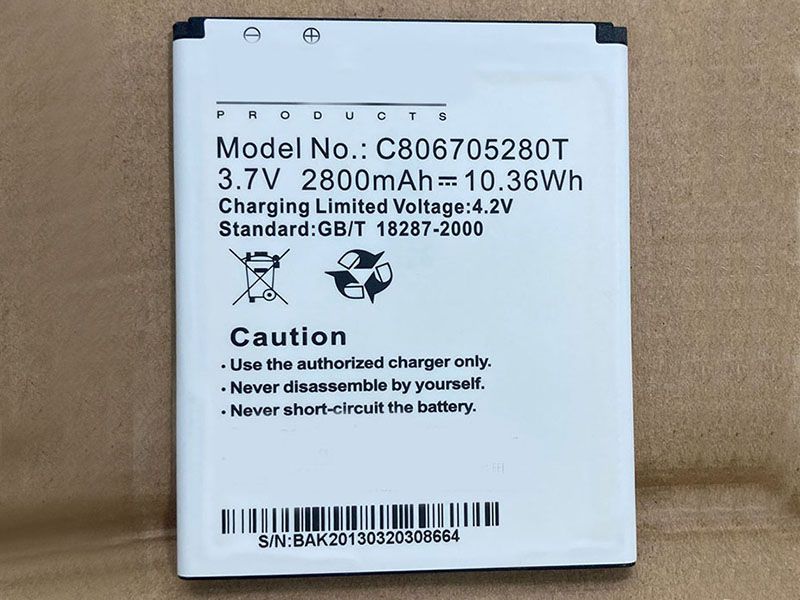 ⊖ ⊕
PRODUCTS
Model No.: C806705280T
3.7V 2800mAh⎓10.36Wh
Charging Limited Voltage:4.2V
Standard:GB/T 18287-2000
Caution
· Use the authorized charger only.
· Never disassemble by yourself.
· Never short-circuit the battery.
S/N:BAK20130320308664